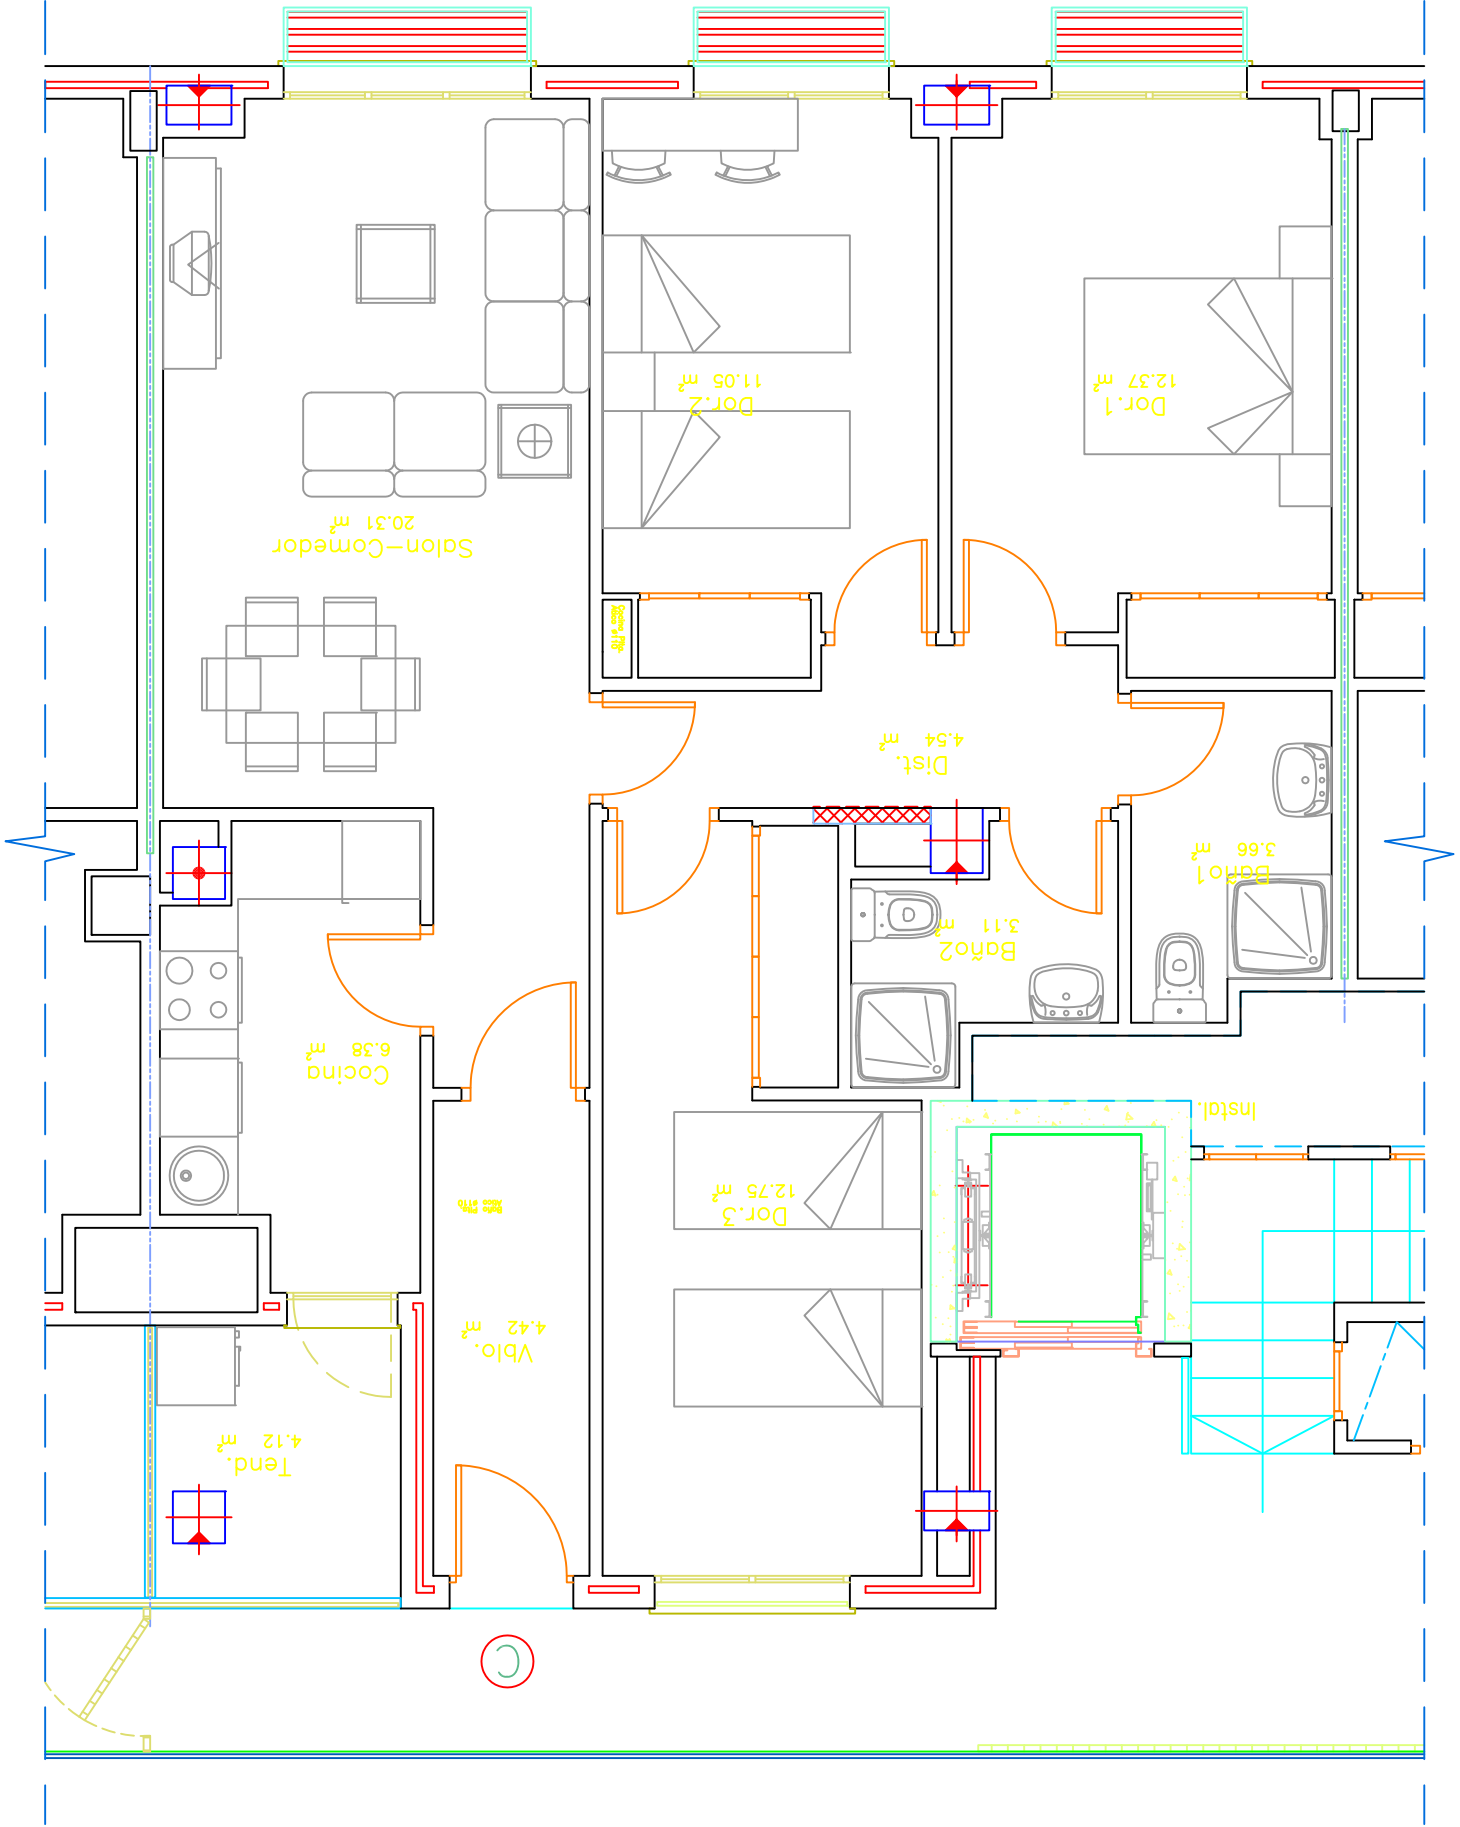 C
Tend.
4.12 m²
Vblo.
4.42 m²
Dor.3
12.75 m²
Instal.
Cocina
6.38 m²
Baño2
3.11 m²
Baño1
3.66 m²
Dist.
4.54 m²
Salon-Comedor
20.31 m²
Dor.1
12.37 m²
Dor.2
11.05 m²